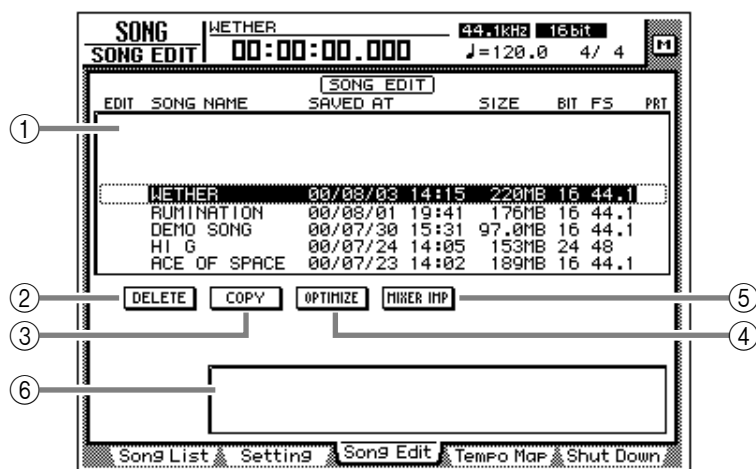 SONG
SONG EDIT
WETHER
00:00:00.000
44.1kHz 16bit
♩=120.0 4/ 4
M
SONG EDIT
EDIT SONG NAME SAVED AT SIZE BIT FS PRT
WETHER 00/08/03 14:15 220MB 16 44.1
RUMINATION 00/08/01 19:41 176MB 16 44.1
DEMO SONG 00/07/30 15:31 97.0MB 16 44.1
HI G 00/07/24 14:05 153MB 24 48
ACE OF SPACE 00/07/23 14:02 189MB 16 44.1
DELETE COPY OPTIMIZE MIXER IMP
Song List Setting Song Edit Tempo Map Shut Down
1
2
3
4
5
6